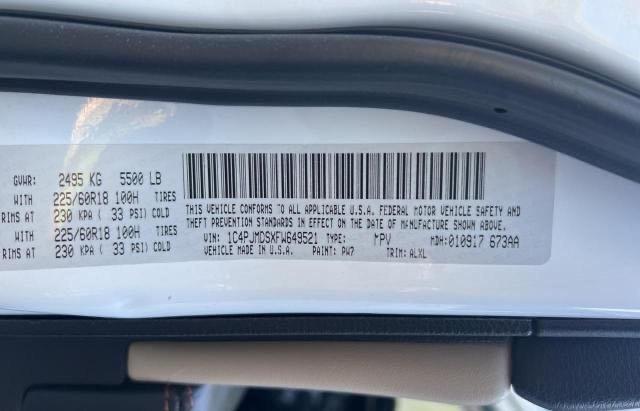 GVWR: 2495 KG 5500 LB
WITH 225/60R18 100H TIRES
RIMS AT 230 KPA ( 33 PSI) COLD
WITH 225/60R18 100H TIRES
RIMS AT 230 KPA ( 33 PSI) COLD
THIS VEHICLE CONFORMS TO ALL APPLICABLE U.S.A. FEDERAL MOTOR VEHICLE SAFETY AND
THEFT PREVENTION STANDARDS IN EFFECT ON THE DATE OF MANUFACTURE SHOWN ABOVE.
VIN: 1C4PJMDSXFW649521 TYPE: MPV MDH:010917 673AA
VEHICLE MADE IN U.S.A. PAINT: PW7 TRIM: ALXL